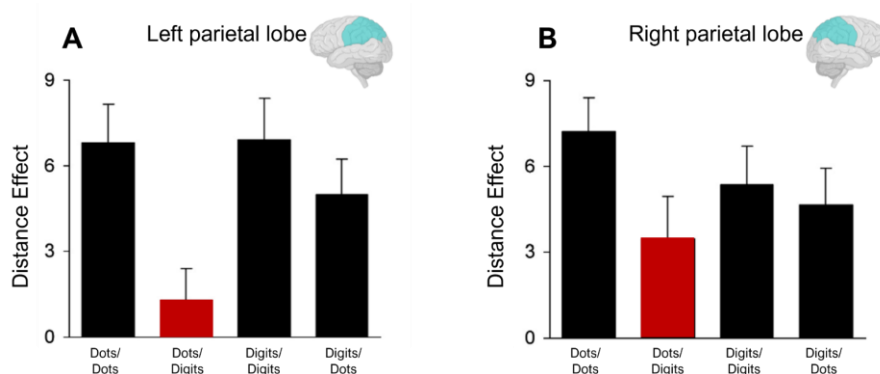 A Left parietal lobe
9
6
3
0
Distance Effect
Dots/ Dots/ Digits/ Digits/
Dots Digits Digits Dots
B Right parietal lobe
9
6
3
0
Distance Effect
Dots/ Dots/ Digits/ Digits/
Dots Digits Digits Dots